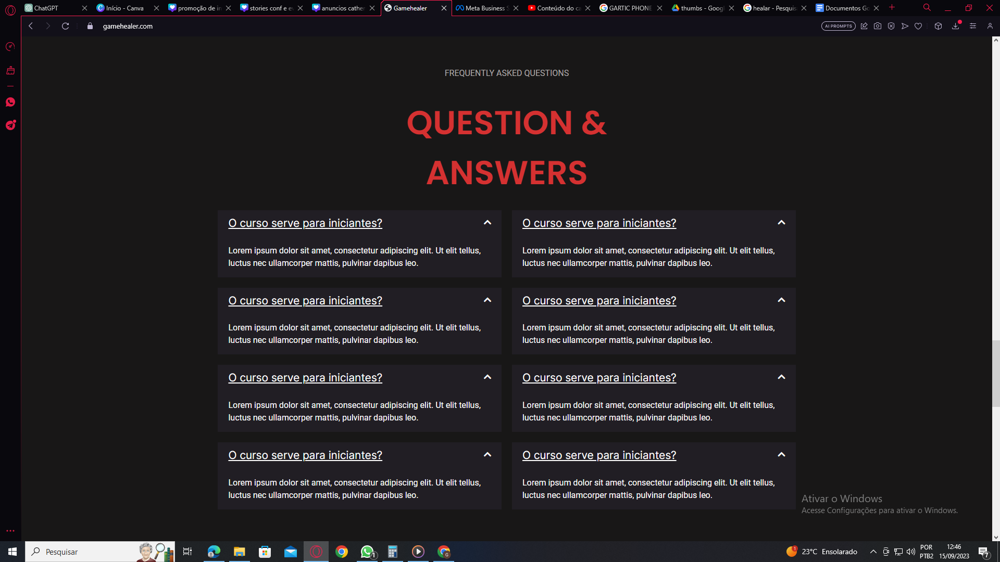 ChatGPT
Início - Canva
promoção de in
stories conf e ev
anuncios cather
Gamehealer
Meta Business S
Conteúdo do ca
GARTIC PHONE
thumbs - Googl
healar - Pesquis
Documentos Go
gamehealer.com
AI PROMPTS
FREQUENTLY ASKED QUESTIONS
QUESTION &
ANSWERS
O curso serve para iniciantes?
Lorem ipsum dolor sit amet, consectetur adipiscing elit. Ut elit tellus,
luctus nec ullamcorper mattis, pulvinar dapibus leo.
O curso serve para iniciantes?
Lorem ipsum dolor sit amet, consectetur adipiscing elit. Ut elit tellus,
luctus nec ullamcorper mattis, pulvinar dapibus leo.
O curso serve para iniciantes?
Lorem ipsum dolor sit amet, consectetur adipiscing elit. Ut elit tellus,
luctus nec ullamcorper mattis, pulvinar dapibus leo.
O curso serve para iniciantes?
Lorem ipsum dolor sit amet, consectetur adipiscing elit. Ut elit tellus,
luctus nec ullamcorper mattis, pulvinar dapibus leo.
O curso serve para iniciantes?
Lorem ipsum dolor sit amet, consectetur adipiscing elit. Ut elit tellus,
luctus nec ullamcorper mattis, pulvinar dapibus leo.
O curso serve para iniciantes?
Lorem ipsum dolor sit amet, consectetur adipiscing elit. Ut elit tellus,
luctus nec ullamcorper mattis, pulvinar dapibus leo.
O curso serve para iniciantes?
Lorem ipsum dolor sit amet, consectetur adipiscing elit. Ut elit tellus,
luctus nec ullamcorper mattis, pulvinar dapibus leo.
O curso serve para iniciantes?
Lorem ipsum dolor sit amet, consectetur adipiscing elit. Ut elit tellus,
luctus nec ullamcorper mattis, pulvinar dapibus leo.
Ativar o Windows
Acesse Configurações para ativar o Windows.
Pesquisar
1
G
1
23°C Ensolarado
POR
PTB2
12:46
15/09/2023
7